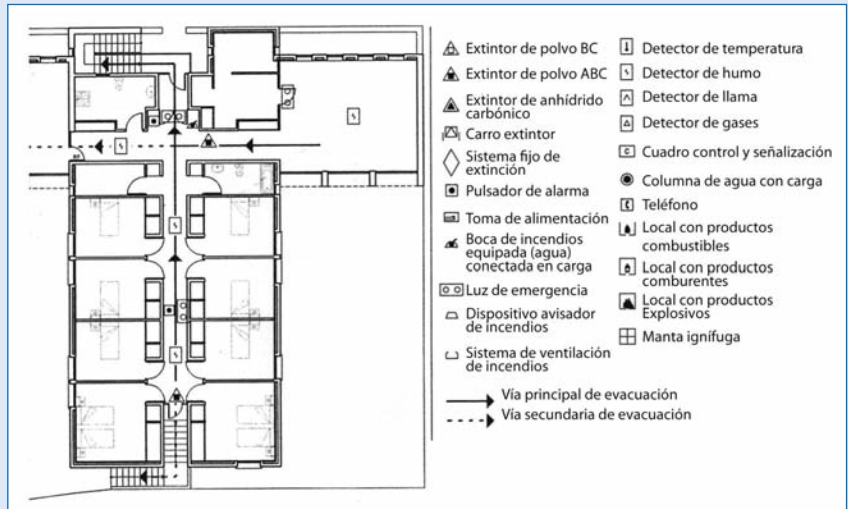 Extintor de polvo BC
Extintor de polvo ABC
Extintor de anhídrido
carbónico
Carro extintor
Sistema fijo de
extinción
Pulsador de alarma
Toma de alimentación
Boca de incendios
equipada (agua)
conectada en carga
Luz de emergencia
Dispositivo avisador
de incendios
Sistema de ventilación
de incendios
Detector de temperatura
Detector de humo
Detector de llama
Detector de gases
Cuadro control y señalización
Columna de agua con carga
Teléfono
Local con productos
combustibles
Local con productos
comburentes
Local con productos
Explosivos
Manta ignífuga
Vía principal de evacuación
Vía secundaria de evacuación